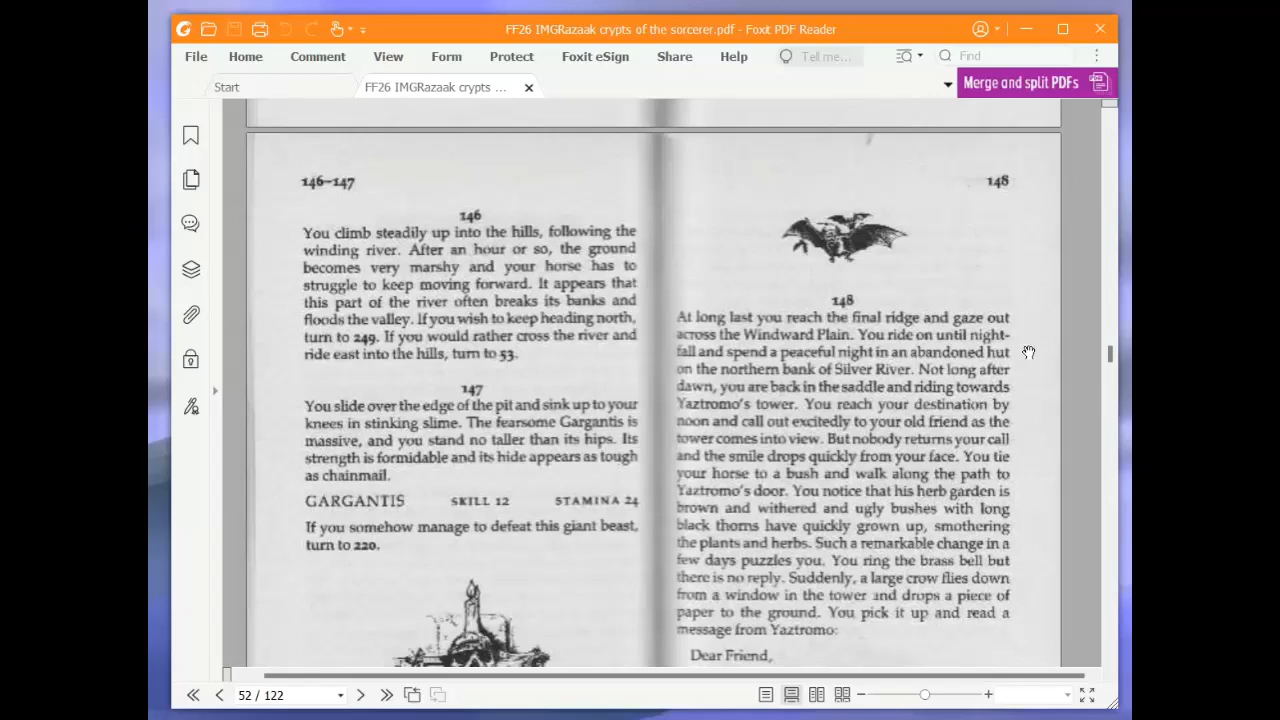 FF26 IMGRazaak crypts of the sorcerer.pdf - Foxit PDF Reader
File Home Comment View Form Protect Foxit eSign Share Help Tell me... Find
Start FF26 IMGRazaak crypts ... Merge and split PDFs
146–147
146
You climb steadily up into the hills, following the
winding river. After an hour or so, the ground
becomes very marshy and your horse has to
struggle to keep moving forward. It appears that
this part of the river often breaks its banks and
floods the valley. If you wish to keep heading north,
turn to 249. If you would rather cross the river and
ride east into the hills, turn to 53.
147
You slide over the edge of the pit and sink up to your
knees in stinking slime. The fearsome Gargantis is
massive, and you stand no taller than its hips. Its
strength is formidable and its hide appears as tough
as chainmail.
GARGANTIS SKILL 12 STAMINA 24
If you somehow manage to defeat this giant beast,
turn to 220.
148
148
At long last you reach the final ridge and gaze out
across the Windward Plain. You ride on until night-
fall and spend a peaceful night in an abandoned hut
on the northern bank of Silver River. Not long after
dawn, you are back in the saddle and riding towards
Yaztromo's tower. You reach your destination by
noon and call out excitedly to your old friend as the
tower comes into view. But nobody returns your call
and the smile drops quickly from your face. You tie
your horse to a bush and walk along the path to
Yaztromo's door. You notice that his herb garden is
brown and withered and ugly bushes with long
black thorns have quickly grown up, smothering
the plants and herbs. Such a remarkable change in a
few days puzzles you. You ring the brass bell but
there is no reply. Suddenly, a large crow flies down
from a window in the tower and drops a piece of
paper to the ground. You pick it up and read a
message from Yaztromo:
Dear Friend,
52 / 122